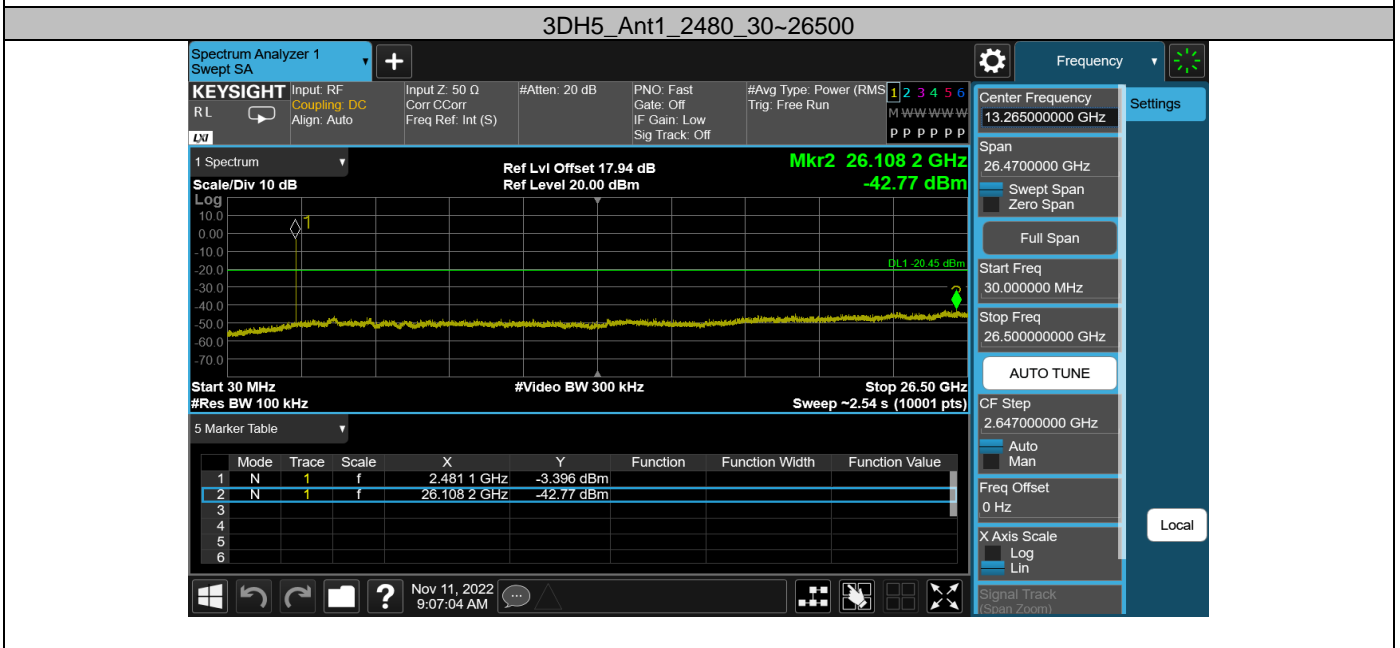 3DH5_Ant1_2480_30~26500
Spectrum Analyzer 1
Swept SA
+
Frequency
KEYSIGHT
R L
LXI
Input: RF
Coupling: DC
Align: Auto
Input Z: 50 Ω
Corr CCorr
Freq Ref: Int (S)
#Atten: 20 dB
PNO: Fast
Gate: Off
IF Gain: Low
Sig Track: Off
#Avg Type: Power (RMS
Trig: Free Run
1 2 3 4 5 6
M W W W W W
P P P P P P
1 Spectrum
Scale/Div 10 dB
Ref Lvl Offset 17.94 dB
Ref Level 20.00 dBm
Mkr2 26.108 2 GHz
-42.77 dBm
Log
10.0
0.00
-10.0
-20.0
-30.0
-40.0
-50.0
-60.0
-70.0
1
DL1 -20.45 dBm
Start 30 MHz
#Video BW 300 kHz
Stop 26.50 GHz
#Res BW 100 kHz
Sweep ~2.54 s (10001 pts)
5 Marker Table
Mode Trace Scale X Y Function Function Width Function Value
1 N 1 f 2.481 1 GHz -3.396 dBm
2 N 1 f 26.108 2 GHz -42.77 dBm
3
4
5
6
?
Nov 11, 2022
9:07:04 AM
Center Frequency
13.265000000 GHz
Settings
Span
26.4700000 GHz
Swept Span
Zero Span
Full Span
Start Freq
30.000000 MHz
Stop Freq
26.500000000 GHz
AUTO TUNE
CF Step
2.647000000 GHz
Auto
Man
Freq Offset
0 Hz
X Axis Scale
Log
Lin
Local
Signal Track
(Span Zoom)